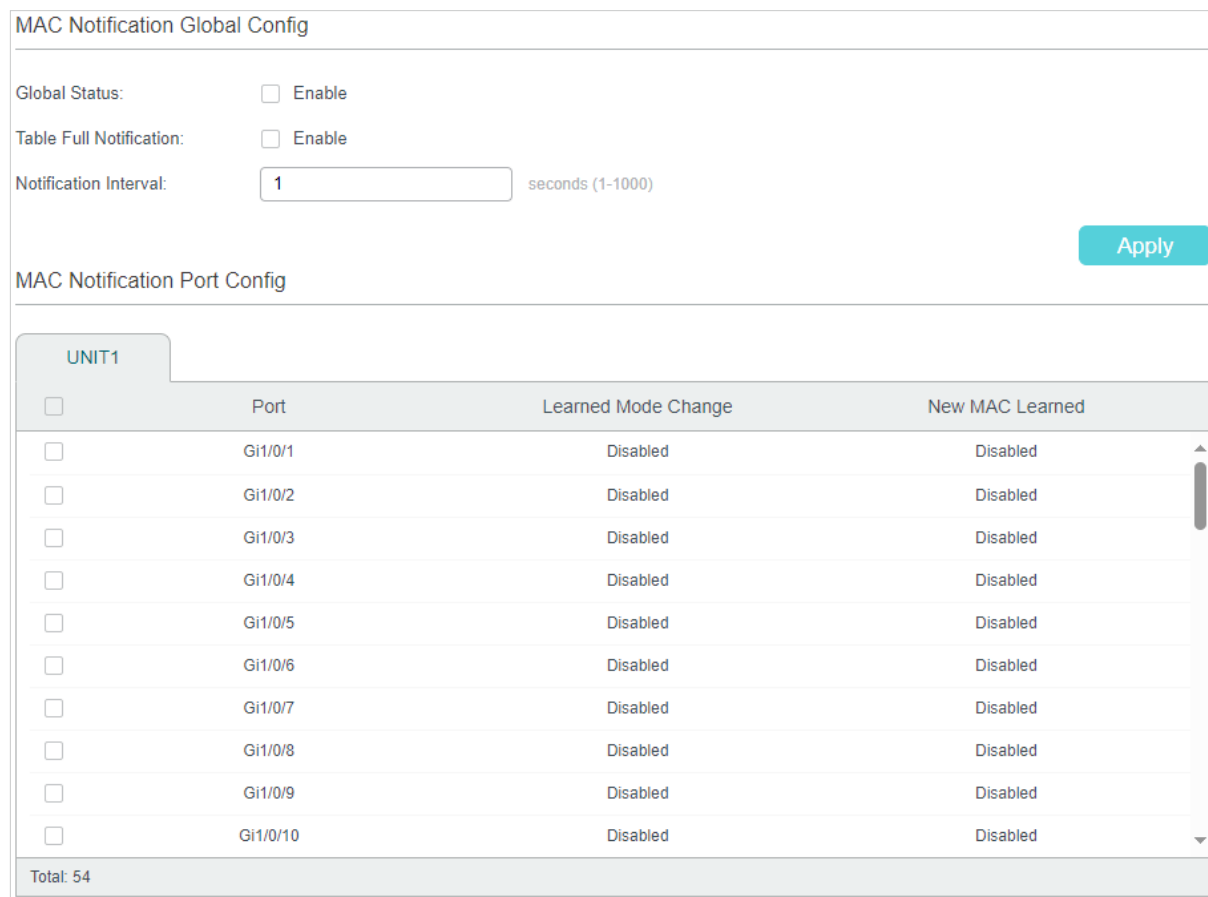 MAC Notification Global Config
Global Status: Enable
Table Full Notification: Enable
Notification Interval: 1 seconds (1-1000)
Apply
MAC Notification Port Config
UNIT1
Port Learned Mode Change New MAC Learned
Gi1/0/1 Disabled Disabled
Gi1/0/2 Disabled Disabled
Gi1/0/3 Disabled Disabled
Gi1/0/4 Disabled Disabled
Gi1/0/5 Disabled Disabled
Gi1/0/6 Disabled Disabled
Gi1/0/7 Disabled Disabled
Gi1/0/8 Disabled Disabled
Gi1/0/9 Disabled Disabled
Gi1/0/10 Disabled Disabled
Total: 54